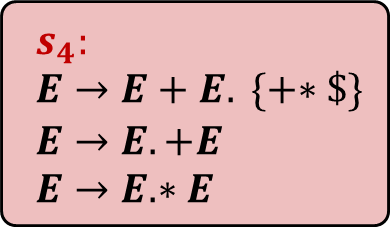 s₄:
E → E + E. {+* $}
E → E. +E
E → E.* E